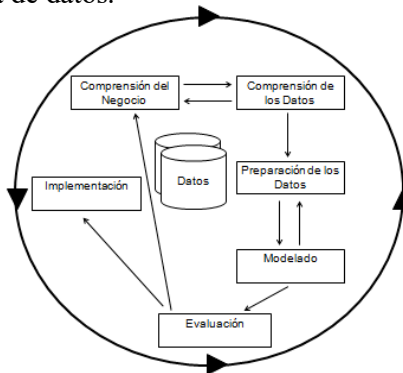 a de datos.
Comprensión del
Negocio
Comprensión de
los Datos
Datos
Preparación de los
Datos
Implementación
Modelado
Evaluación